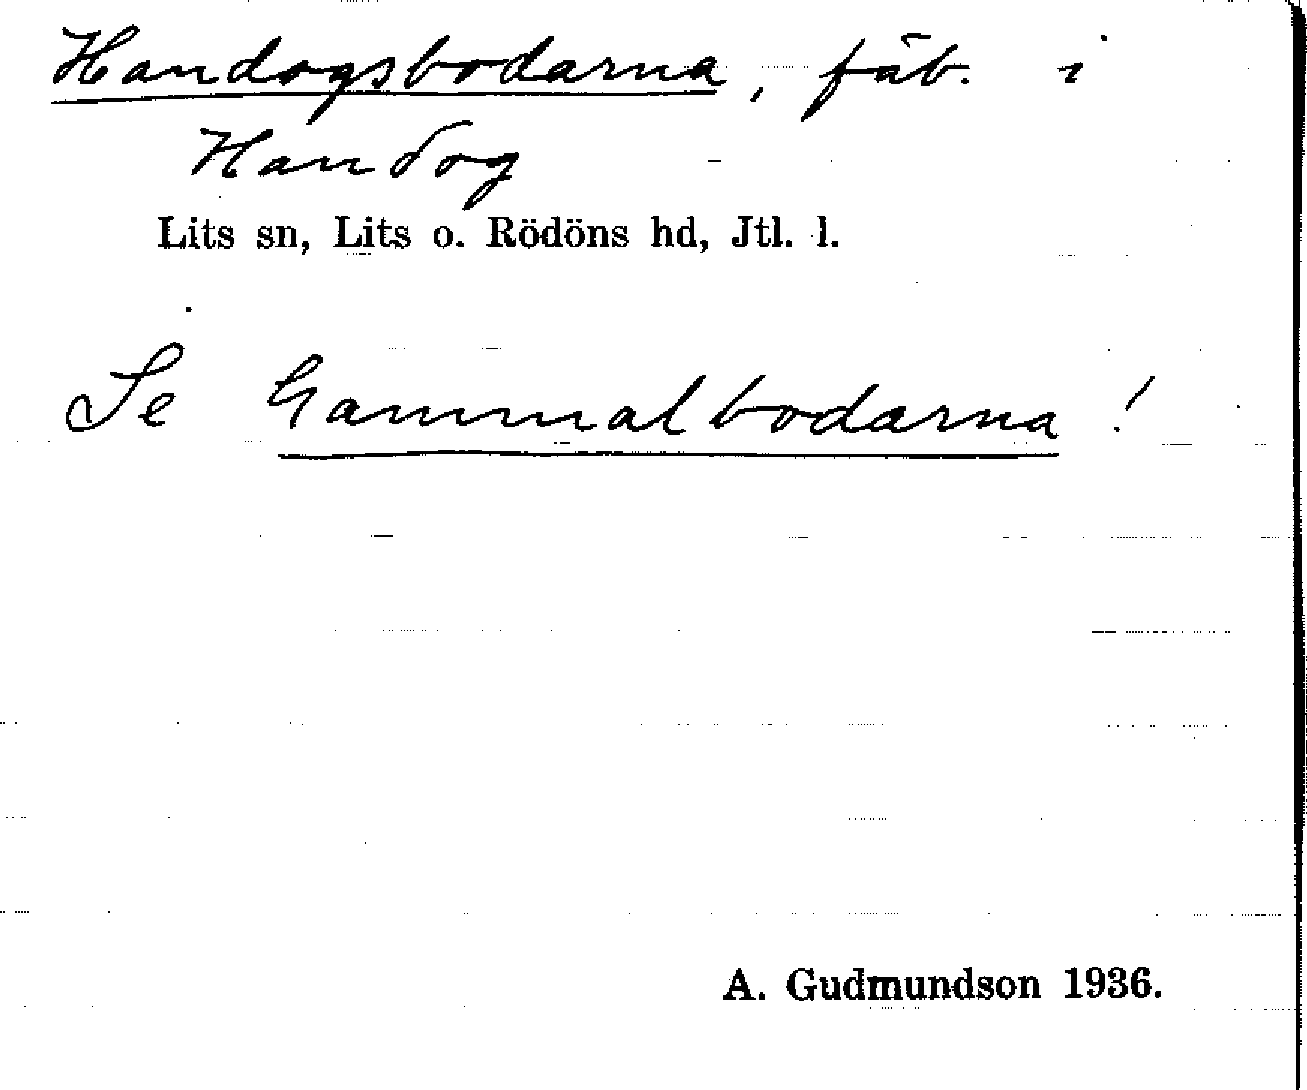 Handogsbodarna, fäb. i
Handog
Lits sn, Lits o. Rödöns hd, Jtl. l.
Se Gammalbodarna!
A. Gudmundson 1936.